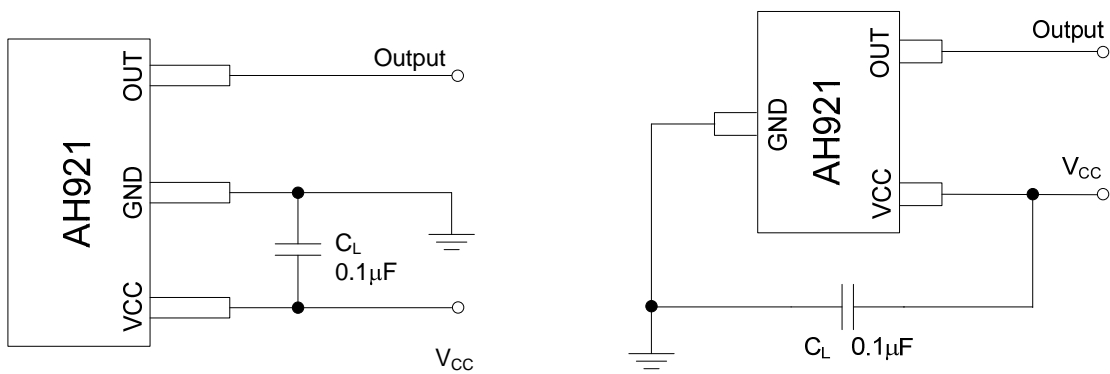 AH921
OUT
GND
VCC
Output
C_L
0.1μF
V_CC
AH921
GND
OUT
VCC
Output
V_CC
C_L 0.1μF